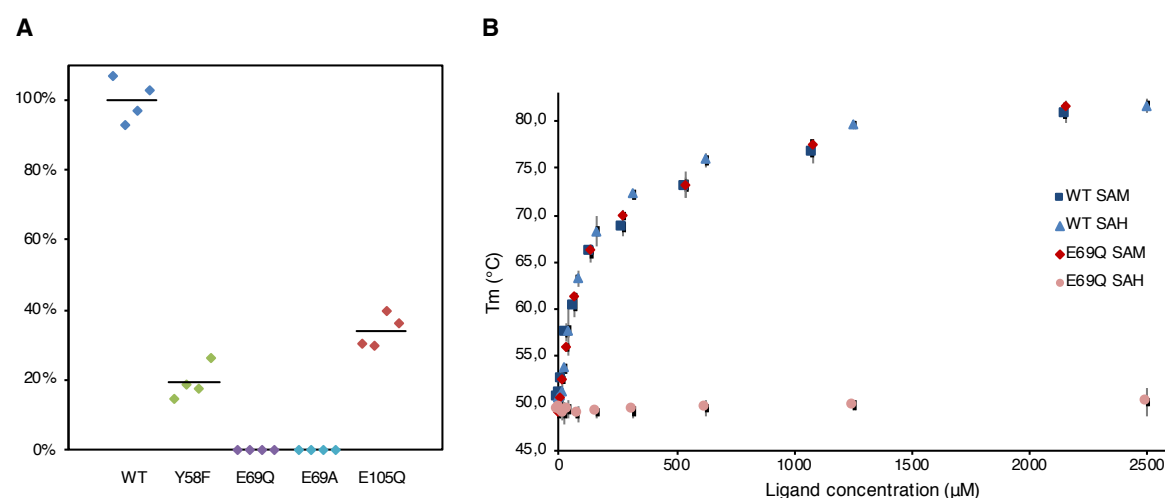 A
100%
80%
60%
40%
20%
0%
WT Y58F E69Q E69A E105Q
B
Tm (°C)
80,0
75,0
70,0
65,0
60,0
55,0
50,0
45,0
0 500 1000 1500 2000 2500
Ligand concentration (µM)
WT SAM
WT SAH
E69Q SAM
E69Q SAH